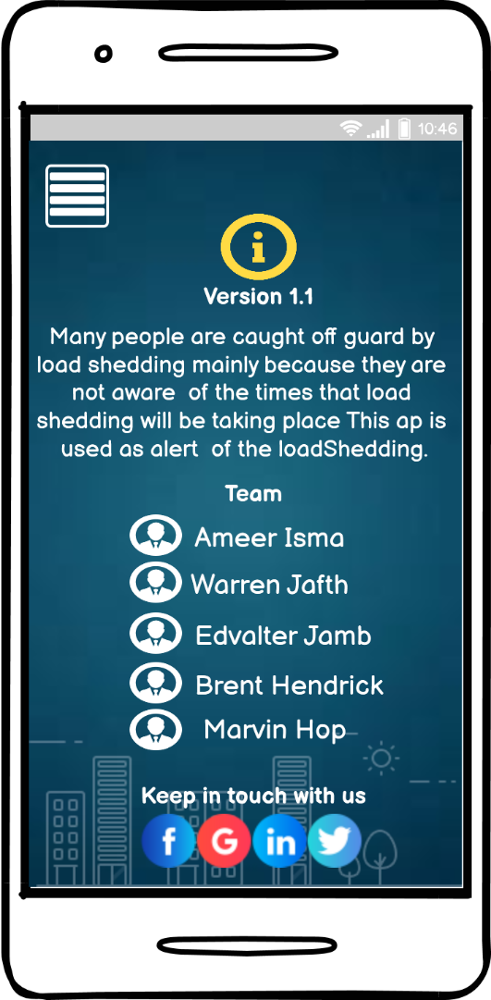 10:46
i
Version 1.1
Many people are caught off guard by
load shedding mainly because they are
not aware of the times that load
shedding will be taking place This ap is
used as alert of the loadShedding.
Team
Ameer Isma
Warren Jafth
Edvalter Jamb
Brent Hendrick
Marvin Hop
Keep in touch with us
f G in